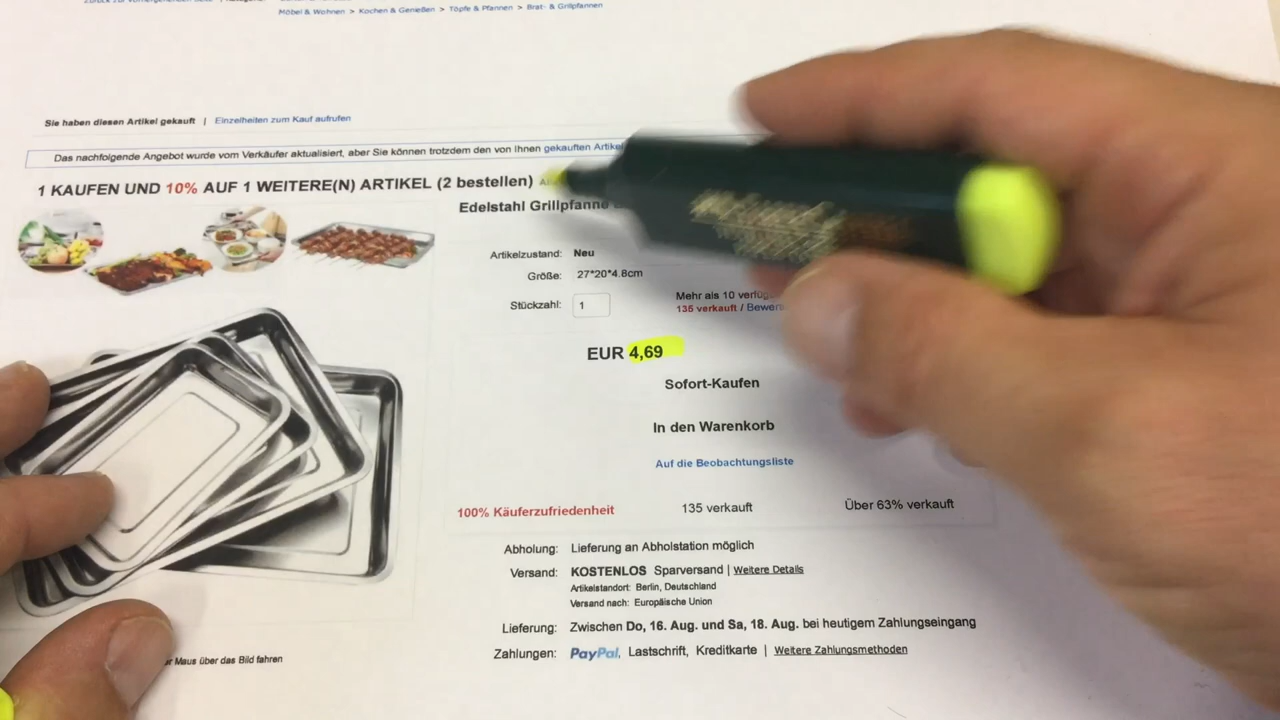 Möbel & Wohnen > Kochen & Genießen > Töpfe & Pfannen > Brat- & Grillpfannen
Sie haben diesen Artikel gekauft | Einzelheiten zum Kauf aufrufen
Das nachfolgende Angebot wurde vom Verkäufer aktualisiert, aber Sie können trotzdem den von Ihnen gekauften Artikel
1 KAUFEN UND 10% AUF 1 WEITERE(N) ARTIKEL (2 bestellen)
Edelstahl Grillpfanne
Artikelzustand: Neu
Größe: 27*20*4.8cm
Stückzahl: 1
Mehr als 10
135 verkauft /
EUR 4,69
Sofort-Kaufen
In den Warenkorb
Auf die Beobachtungsliste
100% Käuferzufriedenheit 135 verkauft Über 63% verkauft
Abholung: Lieferung an Abholstation möglich
Versand: KOSTENLOS Sparversand | Weitere Details
Artikelstandort: Berlin, Deutschland
Versand nach: Europäische Union
Lieferung: Zwischen Do, 16. Aug. und Sa, 18. Aug. bei heutigem Zahlungseingang
Zahlungen: PayPal, Lastschrift, Kreditkarte | Weitere Zahlungsmethoden
Maus über das Bild fahren